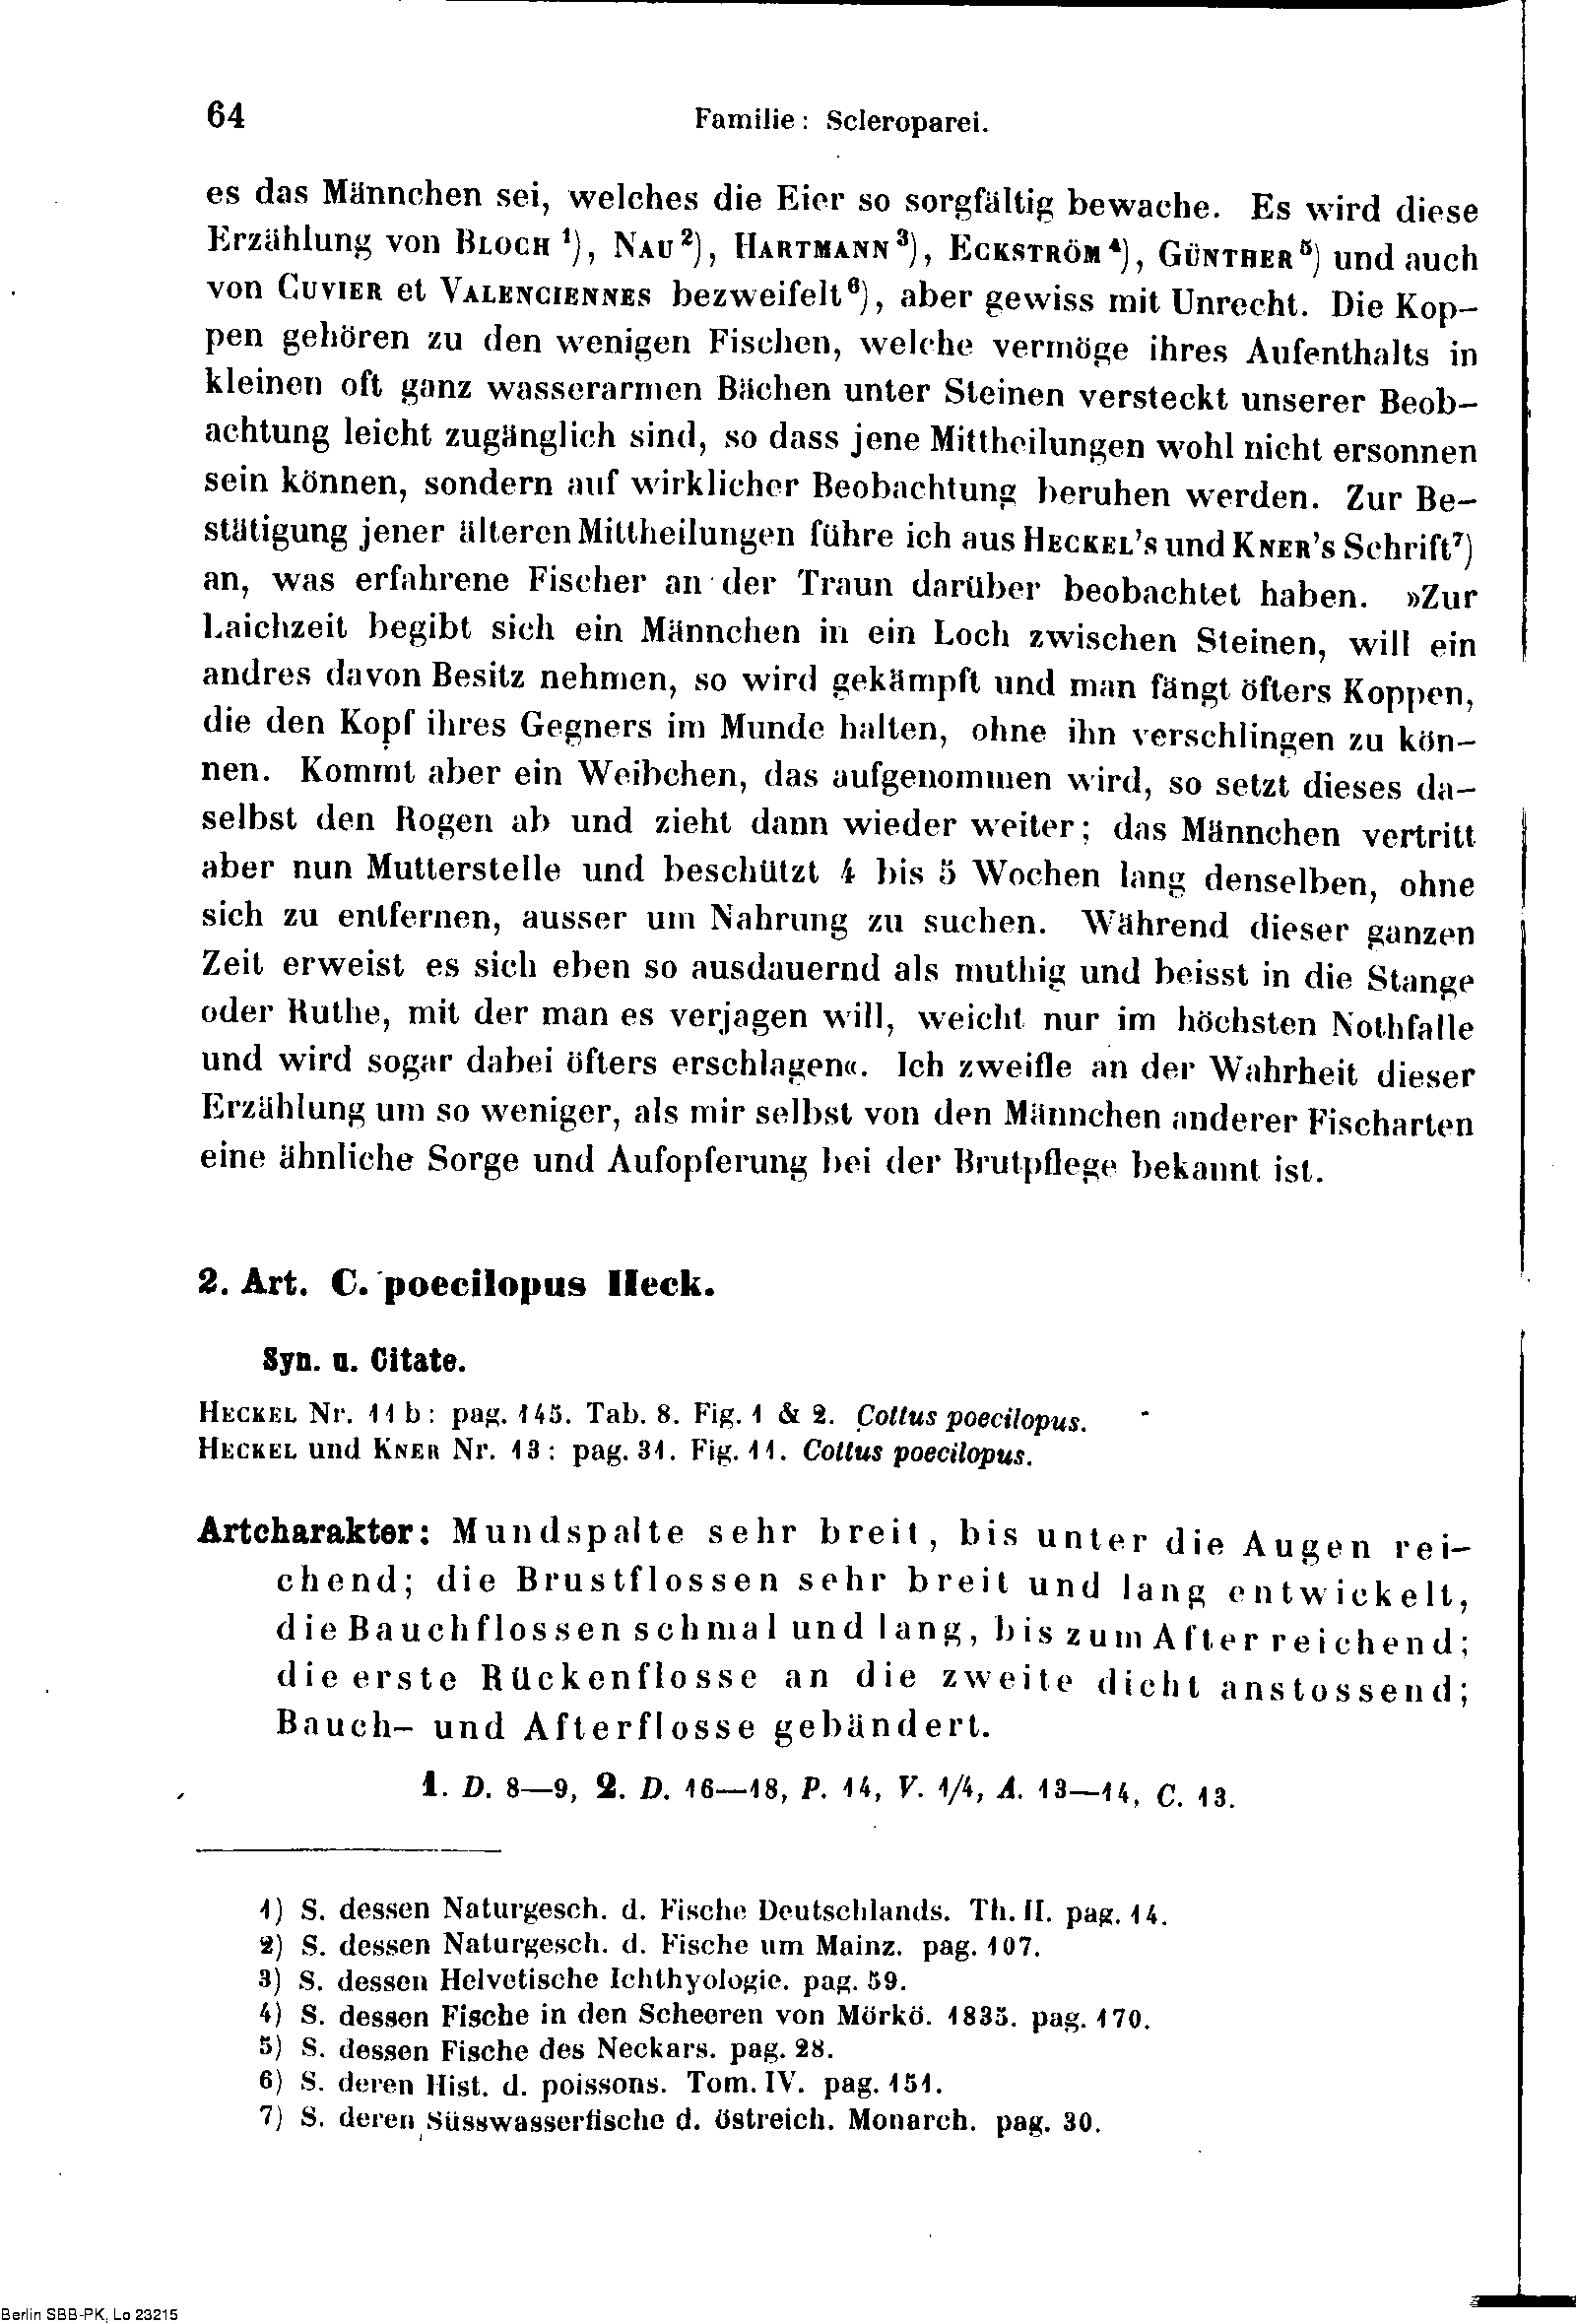 64
Familie: Scleroparei.
es das Männchen sei, welches die Eier so sorgfältig bewache. Es wird diese
Erzählung von BLOCH ¹), NAU ²), HARTMANN ³), ECKSTRÖM ⁴), GÜNTHER ⁵) und auch
von CUVIER et VALENCIENNES bezweifelt ⁶), aber gewiss mit Unrecht. Die Kop-
pen gehören zu den wenigen Fischen, welche vermöge ihres Aufenthalts in
kleinen oft ganz wasserarmen Bächen unter Steinen versteckt unserer Beob-
achtung leicht zugänglich sind, so dass jene Mittheilungen wohl nicht ersonnen
sein können, sondern auf wirklicher Beobachtung beruhen werden. Zur Be-
stätigung jener älteren Mittheilungen führe ich aus HECKEL's und KNER's Schrift ⁷)
an, was erfahrene Fischer an der Traun darüber beobachtet haben. »Zur
Laichzeit begibt sich ein Männchen in ein Loch zwischen Steinen, will ein
andres davon Besitz nehmen, so wird gekämpft und man fängt öfters Koppen,
die den Kopf ihres Gegners im Munde halten, ohne ihn verschlingen zu kön-
nen. Kommt aber ein Weibchen, das aufgenommen wird, so setzt dieses da-
selbst den Rogen ab und zieht dann wieder weiter; das Männchen vertritt
aber nun Mutterstelle und beschützt 4 bis 5 Wochen lang denselben, ohne
sich zu entfernen, ausser um Nahrung zu suchen. Während dieser ganzen
Zeit erweist es sich eben so ausdauernd als muthig und beisst in die Stange
oder Ruthe, mit der man es verjagen will, weicht nur im höchsten Nothfalle
und wird sogar dabei öfters erschlagen«. Ich zweifle an der Wahrheit dieser
Erzählung um so weniger, als mir selbst von den Männchen anderer Fischarten
eine ähnliche Sorge und Aufopferung bei der Brutpflege bekannt ist.
2. Art. C. poecilopus Heck.
Syn. u. Citate.
HECKEL Nr. 11 b: pag. 145. Tab. 8. Fig. 1 & 2. Cottus poecilopus.
HECKEL und KNER Nr. 13: pag. 31. Fig. 11. Cottus poecilopus.
Artcharakter: Mundspalte sehr breit, bis unter die Augen rei-
chend; die Brustflossen sehr breit und lang entwickelt,
die Bauchflossen schmal und lang, bis zum After reichend;
die erste Rückenflosse an die zweite dicht anstossend;
Bauch- und Afterflosse gebändert.
1. D. 8—9, 2. D. 16—18, P. 14, V. 1/4, A. 13—14, C. 13.
1) S. dessen Naturgesch. d. Fische Deutschlands. Th. II. pag. 14.
2) S. dessen Naturgesch. d. Fische um Mainz. pag. 107.
3) S. dessen Helvetische Ichthyologie. pag. 59.
4) S. dessen Fische in den Scheeren von Mörkö. 1835. pag. 170.
5) S. dessen Fische des Neckars. pag. 28.
6) S. deren Hist. d. poissons. Tom. IV. pag. 151.
7) S. deren Süsswasserfische d. östreich. Monarch. pag. 30.
Berlin SBB-PK, Lo 23215